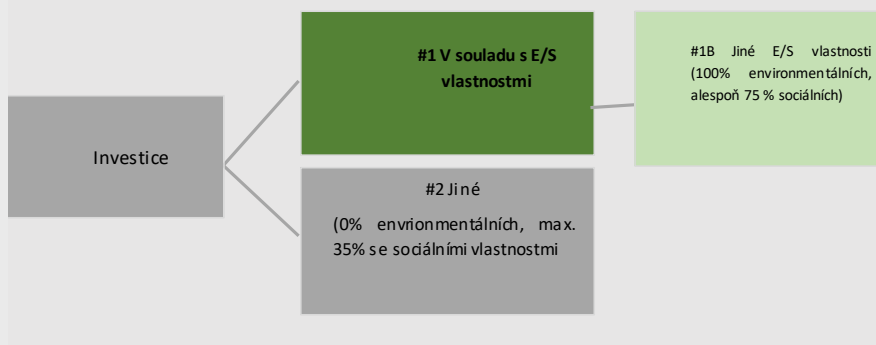 #1 V souladu s E/S
vlastnostmi
#1B Jiné E/S vlastnosti
(100% environmentálních,
alespoň 75 % sociálních)
Investice
#2 Jiné
(0% envrionmentálních, max.
35% se sociálními vlastnostmi